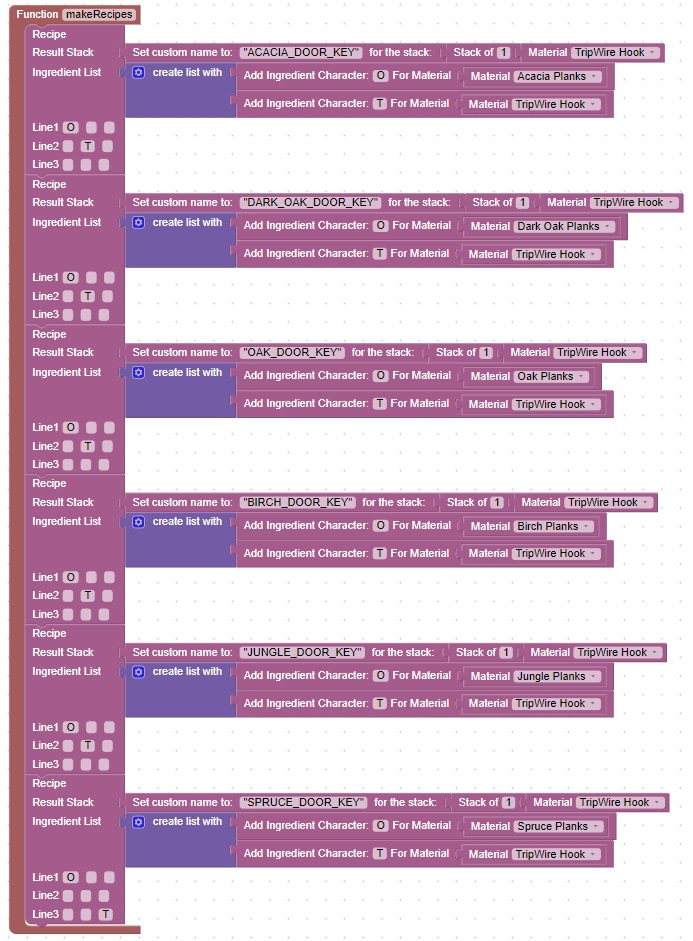 Function makeRecipes
Recipe
Result Stack Set custom name to: "ACACIA_DOOR_KEY" for the stack: Stack of 1 Material TripWire Hook
Ingredient List create list with Add Ingredient Character: O For Material Material Acacia Planks
Add Ingredient Character: T For Material Material TripWire Hook
Line1 O
Line2 T
Line3
Recipe
Result Stack Set custom name to: "DARK_OAK_DOOR_KEY" for the stack: Stack of 1 Material TripWire Hook
Ingredient List create list with Add Ingredient Character: O For Material Material Dark Oak Planks
Add Ingredient Character: T For Material Material TripWire Hook
Line1 O
Line2 T
Line3
Recipe
Result Stack Set custom name to: "OAK_DOOR_KEY" for the stack: Stack of 1 Material TripWire Hook
Ingredient List create list with Add Ingredient Character: O For Material Material Oak Planks
Add Ingredient Character: T For Material Material TripWire Hook
Line1 O
Line2 T
Line3
Recipe
Result Stack Set custom name to: "BIRCH_DOOR_KEY" for the stack: Stack of 1 Material TripWire Hook
Ingredient List create list with Add Ingredient Character: O For Material Material Birch Planks
Add Ingredient Character: T For Material Material TripWire Hook
Line1 O
Line2 T
Line3
Recipe
Result Stack Set custom name to: "JUNGLE_DOOR_KEY" for the stack: Stack of 1 Material TripWire Hook
Ingredient List create list with Add Ingredient Character: O For Material Material Jungle Planks
Add Ingredient Character: T For Material Material TripWire Hook
Line1 O
Line2 T
Line3
Recipe
Result Stack Set custom name to: "SPRUCE_DOOR_KEY" for the stack: Stack of 1 Material TripWire Hook
Ingredient List create list with Add Ingredient Character: O For Material Material Spruce Planks
Add Ingredient Character: T For Material Material TripWire Hook
Line1 O
Line2
Line3 T